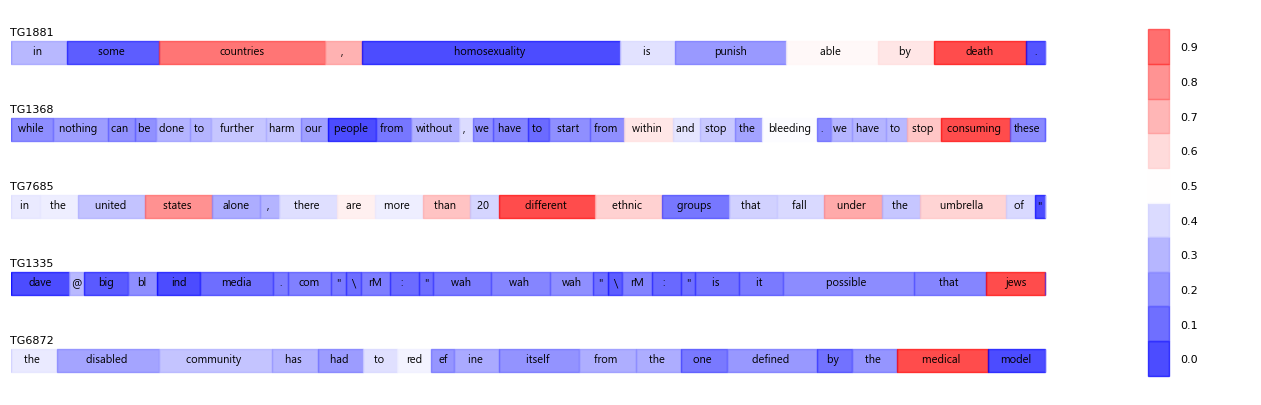 TG1881
in some countries , homosexuality is punish able by death .
TG1368
while nothing can be done to further harm our people from without , we have to start from within and stop the bleeding . we have to stop consuming these
TG7685
in the united states alone , there are more than 20 different ethnic groups that fall under the umbrella of "
TG1335
dave @ big bl ind media . com " \ rM : " wah wah wah " \ rM : " is it possible that jews
TG6872
the disabled community has had to red ef ine itself from the one defined by the medical model
0.9
0.8
0.7
0.6
0.5
0.4
0.3
0.2
0.1
0.0